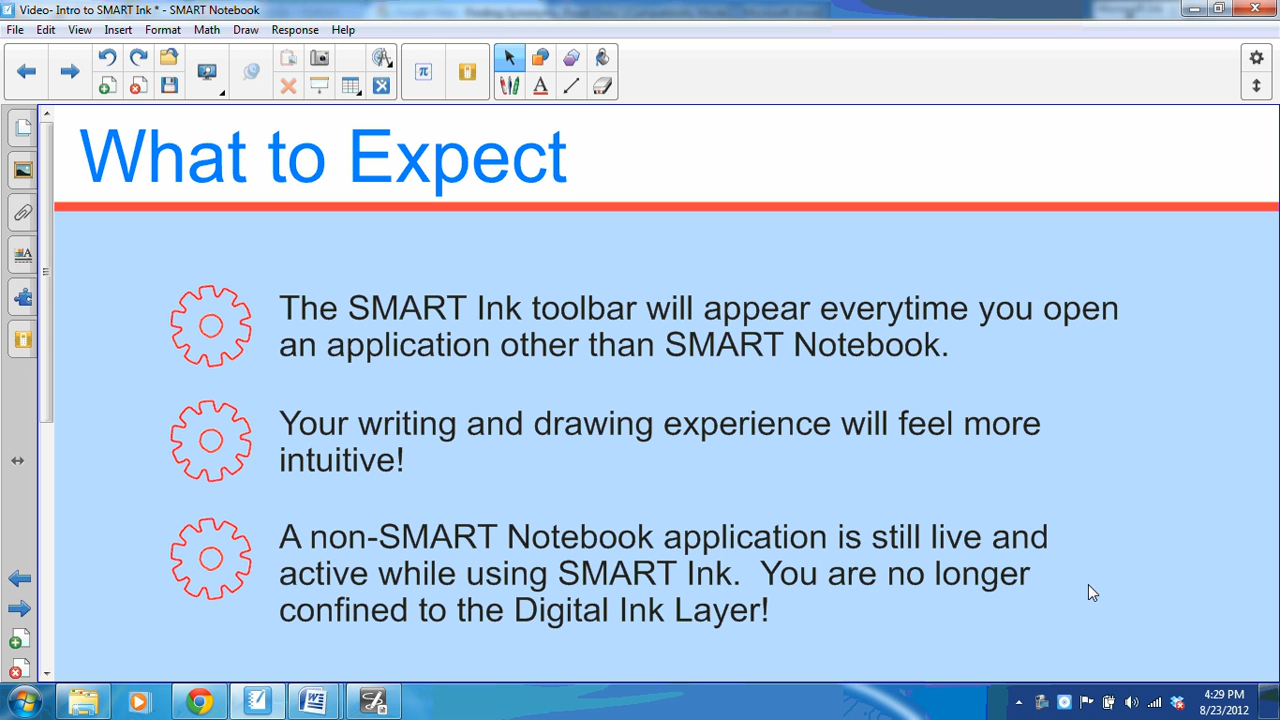 Video- Intro to SMART Ink * - SMART Notebook
File Edit View Insert Format Math Draw Response Help
What to Expect
The SMART Ink toolbar will appear everytime you open
an application other than SMART Notebook.
Your writing and drawing experience will feel more
intuitive!
A non-SMART Notebook application is still live and
active while using SMART Ink.  You are no longer
confined to the Digital Ink Layer!
4:29 PM
8/23/2012